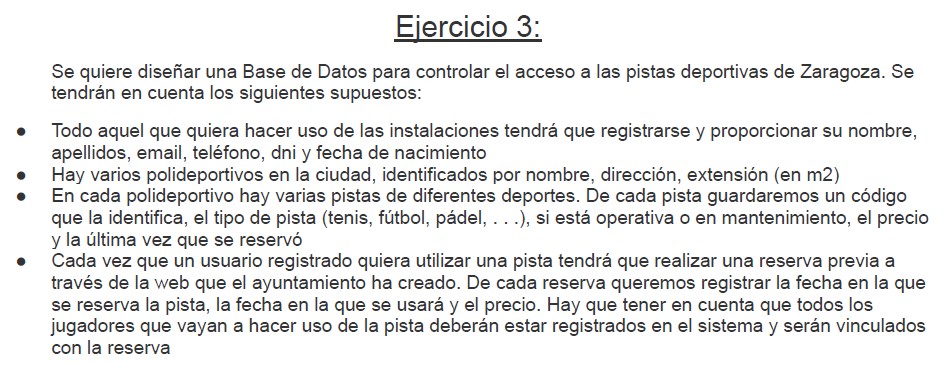 Ejercicio 3:
Se quiere diseñar una Base de Datos para controlar el acceso a las pistas deportivas de Zaragoza. Se
tendrán en cuenta los siguientes supuestos:
● Todo aquel que quiera hacer uso de las instalaciones tendrá que registrarse y proporcionar su nombre,
apellidos, email, teléfono, dni y fecha de nacimiento
● Hay varios polideportivos en la ciudad, identificados por nombre, dirección, extensión (en m2)
● En cada polideportivo hay varias pistas de diferentes deportes. De cada pista guardaremos un código
que la identifica, el tipo de pista (tenis, fútbol, pádel, . . .), si está operativa o en mantenimiento, el precio
y la última vez que se reservó
● Cada vez que un usuario registrado quiera utilizar una pista tendrá que realizar una reserva previa a
través de la web que el ayuntamiento ha creado. De cada reserva queremos registrar la fecha en la que
se reserva la pista, la fecha en la que se usará y el precio. Hay que tener en cuenta que todos los
jugadores que vayan a hacer uso de la pista deberán estar registrados en el sistema y serán vinculados
con la reserva